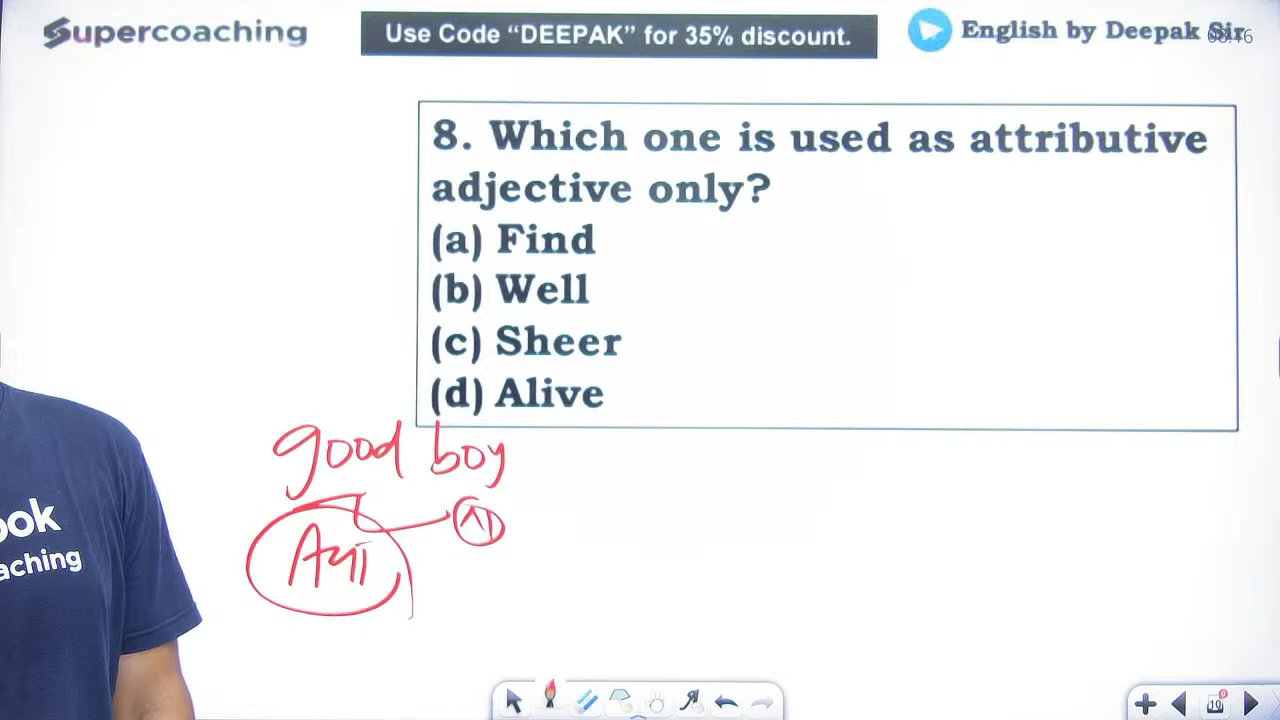 Supercoaching
Use Code “DEEPAK” for 35% discount.
English by Deepak Sir
8. Which one is used as attributive
adjective only?
(a) Find
(b) Well
(c) Sheer
(d) Alive
good boy
ook
aching
10